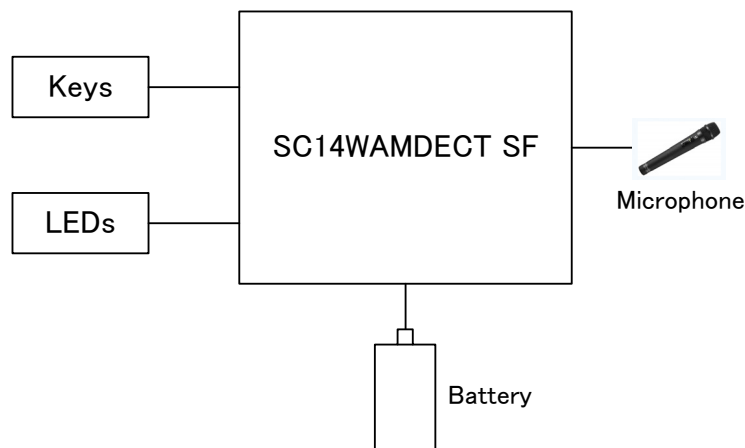 Keys
SC14WAMDECT SF
LEDs
Microphone
Battery